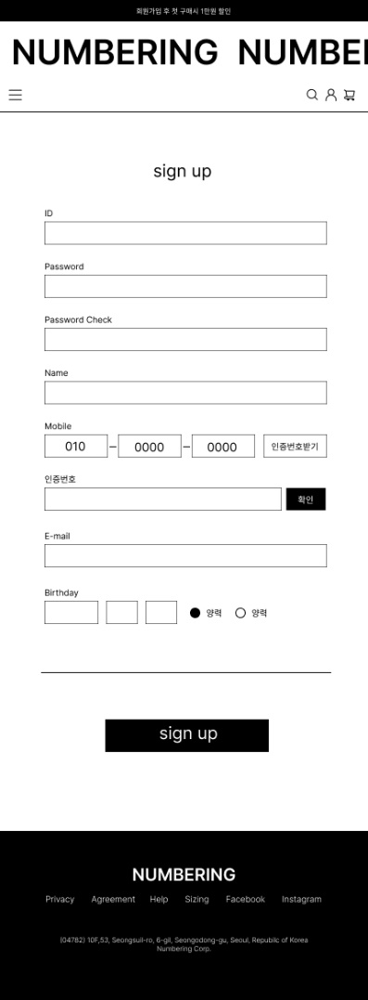 회원가입 후 첫 구매시 1만원 할인
NUMBERING NUMBE
sign up
ID
Password
Password Check
Name
Mobile
010 – 0000 – 0000 인증번호받기
인증번호
확인
E-mail
Birthday
양력 양력
sign up
NUMBERING
Privacy Agreement Help Sizing Facebook Instagram
(04782) 10F,53, Seongsuil-ro, 6-gil, Seongodong-gu, Seoul, Repubilc of Korea
Numbering Corp.